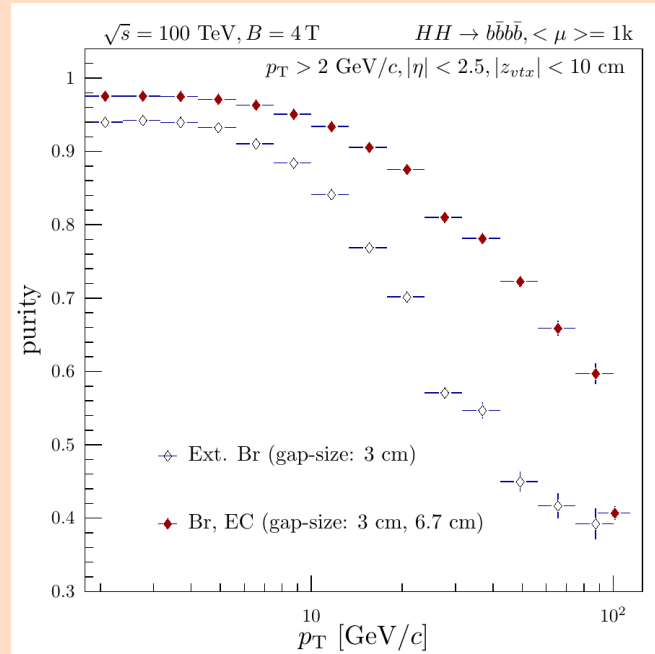 √s = 100 TeV, B = 4 T
HH → bb̄bb̄, < μ >= 1k
pT > 2 GeV/c, |η| < 2.5, |zvtx| < 10 cm
1
0.9
0.8
0.7
0.6
0.5
0.4
0.3
purity
Ext. Br (gap-size: 3 cm)
Br, EC (gap-size: 3 cm, 6.7 cm)
10
10²
pT [GeV/c]